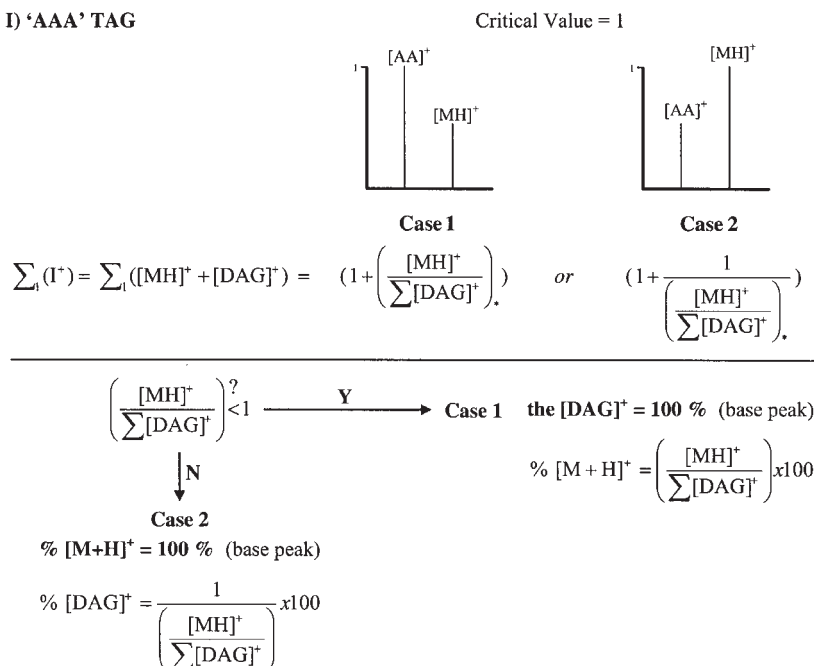 I) ‘AAA’ TAG
Critical Value = 1
1 [AA]⁺ [MH]⁺
Case 1
1 [AA]⁺ [MH]⁺
Case 2
∑ᵢ(I⁺) = ∑ᵢ([MH]⁺ + [DAG]⁺) = (1+([MH]⁺/∑[DAG]⁺)•) or (1+1/([MH]⁺/∑[DAG]⁺)•)
([MH]⁺/∑[DAG]⁺) <1 ? Y Case 1 the [DAG]⁺ = 100 % (base peak)
% [M + H]⁺ = ([MH]⁺/∑[DAG]⁺) x100
N
Case 2
% [M+H]⁺ = 100 % (base peak)
% [DAG]⁺ = 1/([MH]⁺/∑[DAG]⁺) x100